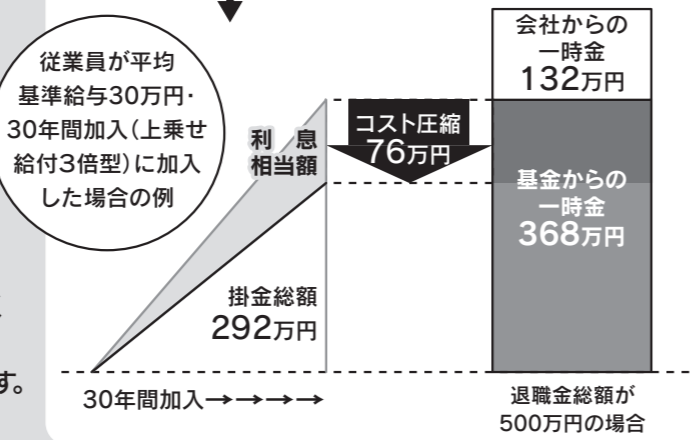 従業員が平均
基準給与30万円・
30年間加入（上乗せ
給付3倍型）に加入
した場合の例
利　息
相当額
コスト圧縮
76万円
会社からの
一時金
132万円
基金からの
一時金
368万円
掛金総額
292万円
す。
30年間加入→→→→
退職金総額が
500万円の場合